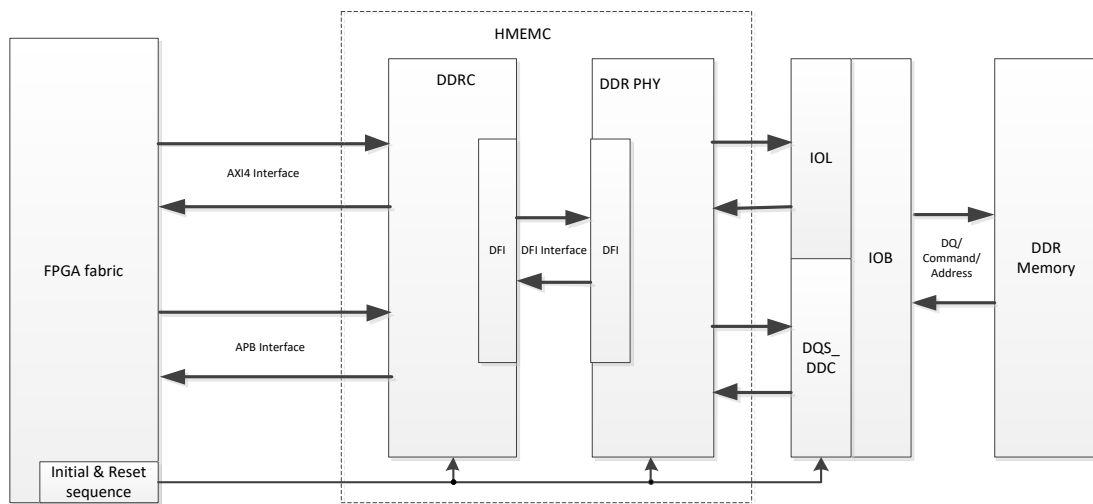 HMEMC
DDRC
DDR PHY
AXI4 Interface
IOL
FPGA fabric
DFI
DFI Interface
DFI
IOB
DQ/
Command/
Address
DDR
Memory
APB Interface
DQS_
DDC
Initial & Reset
sequence